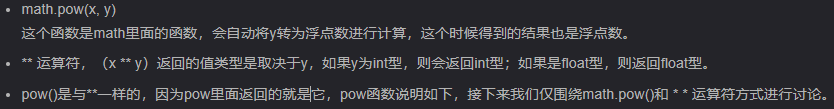 • math.pow(x, y)
这个函数是math里面的函数，会自动将y转为浮点数进行计算，这个时候得到的结果也是浮点数。
• ** 运算符，（x ** y）返回的值类型是取决于y，如果y为int型，则会返回int型；如果是float型，则返回float型。
• pow()是与**一样的，因为pow里面返回的就是它，pow函数说明如下，接下来我们仅围绕math.pow()和 * * 运算符方式进行讨论。